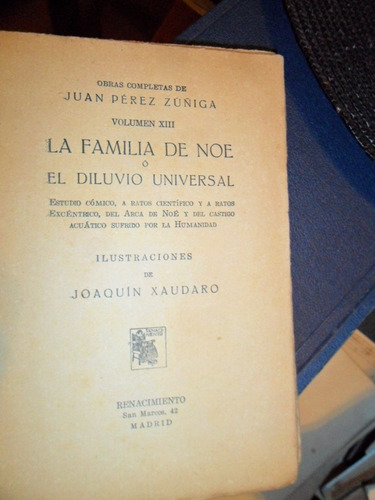 OBRAS COMPLETAS DE
JUAN PÉREZ ZÚÑIGA
VOLUMEN XIII
LA FAMILIA DE NOE
O
EL DILUVIO UNIVERSAL
ESTUDIO CÓMICO, A RATOS CIENTÍFICO Y A RATOS
EXCÉNTRICO, DEL ARCA DE NOÉ Y DEL CASTIGO
ACUÁTICO SUFRIDO POR LA HUMANIDAD
ILUSTRACIONES
DE
JOAQUÍN XAUDARO
RENACIMIENTO
San Marcos, 42
MADRID